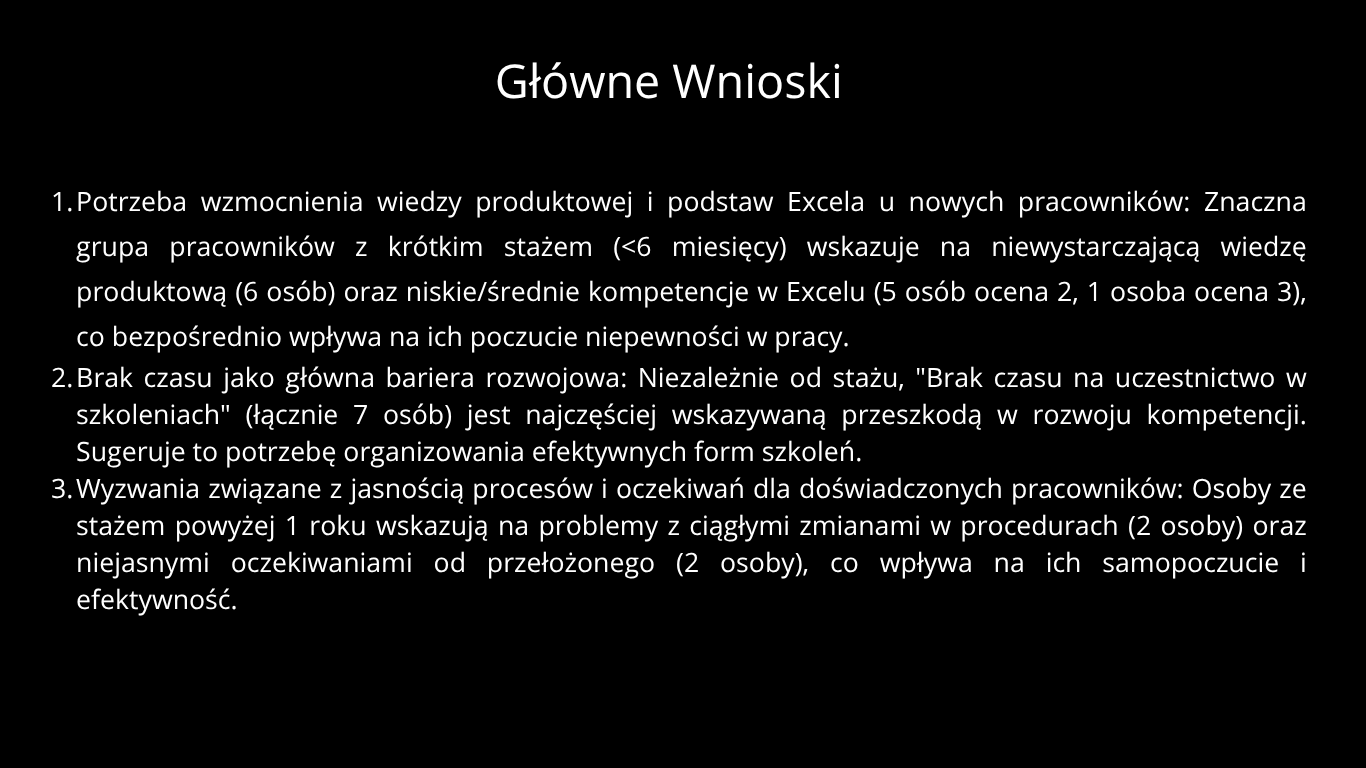 Główne Wnioski
1. Potrzeba wzmocnienia wiedzy produktowej i podstaw Excela u nowych pracowników: Znaczna
grupa pracowników z krótkim stażem (<6 miesięcy) wskazuje na niewystarczającą wiedzę
produktową (6 osób) oraz niskie/średnie kompetencje w Excelu (5 osób ocena 2, 1 osoba ocena 3),
co bezpośrednio wpływa na ich poczucie niepewności w pracy.
2. Brak czasu jako główna bariera rozwojowa: Niezależnie od stażu, "Brak czasu na uczestnictwo w
szkoleniach" (łącznie 7 osób) jest najczęściej wskazywaną przeszkodą w rozwoju kompetencji.
Sugeruje to potrzebę organizowania efektywnych form szkoleń.
3. Wyzwania związane z jasnością procesów i oczekiwań dla doświadczonych pracowników: Osoby ze
stażem powyżej 1 roku wskazują na problemy z ciągłymi zmianami w procedurach (2 osoby) oraz
niejasnymi oczekiwaniami od przełożonego (2 osoby), co wpływa na ich samopoczucie i
efektywność.